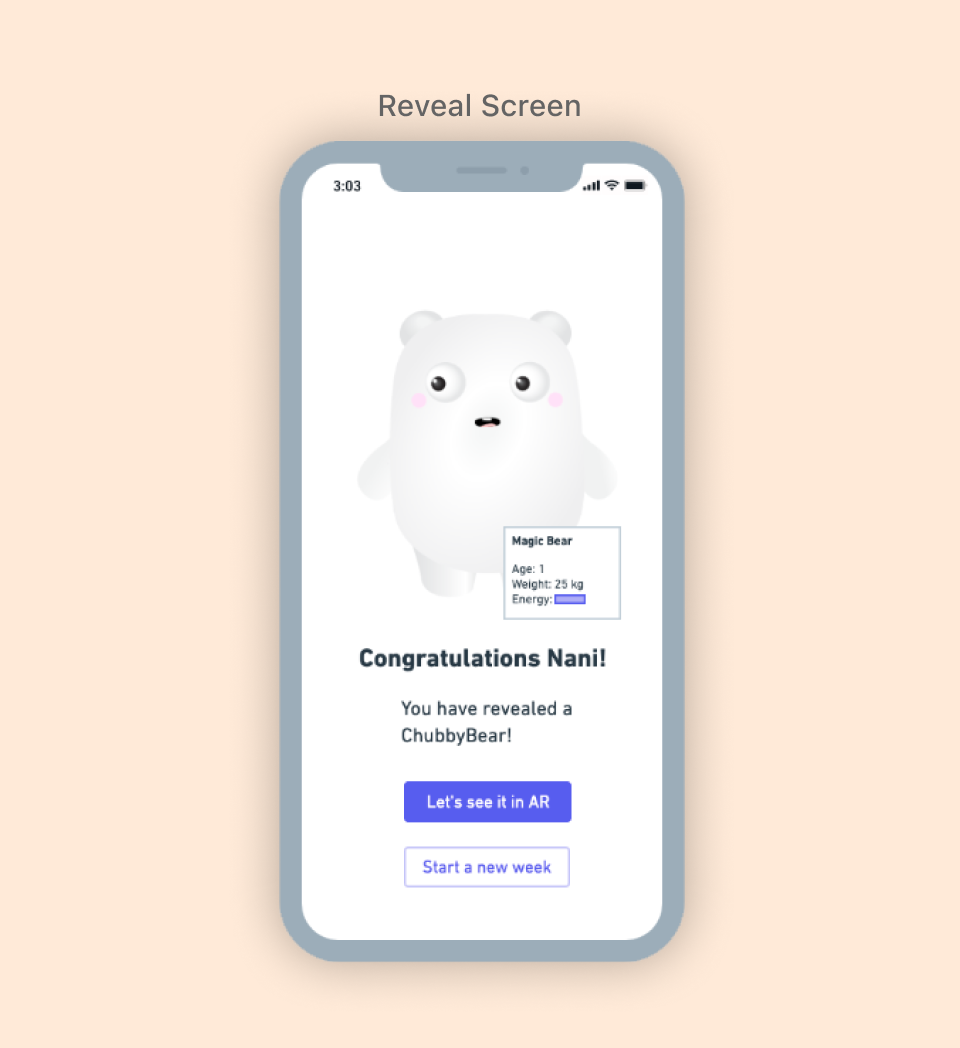 Reveal Screen
3:03
Magic Bear
Age: 1
Weight: 25 kg
Energy:
Congratulations Nani!
You have revealed a
ChubbyBear!
Let's see it in AR
Start a new week